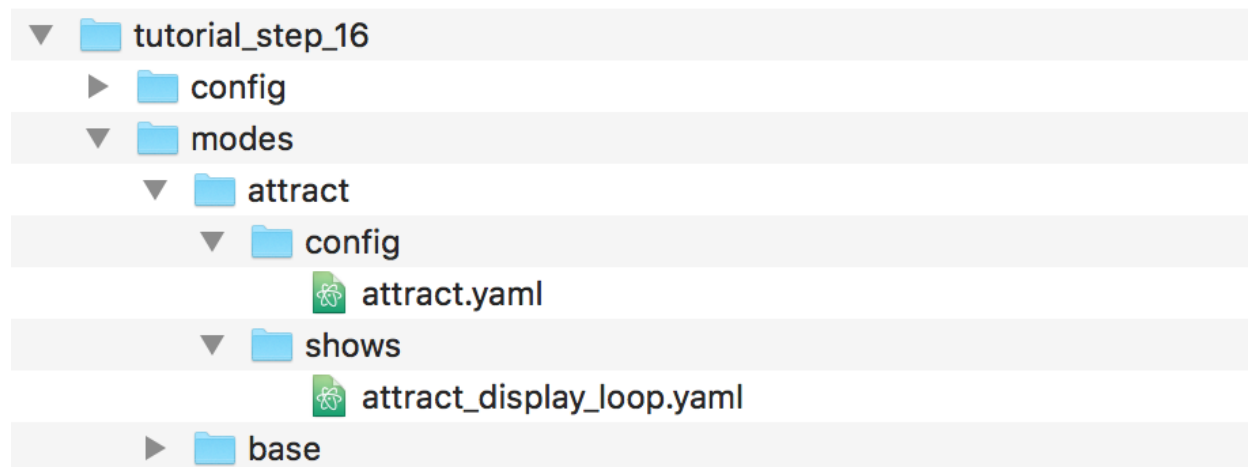 tutorial_step_16
config
modes
attract
config
attract.yaml
shows
attract_display_loop.yaml
base